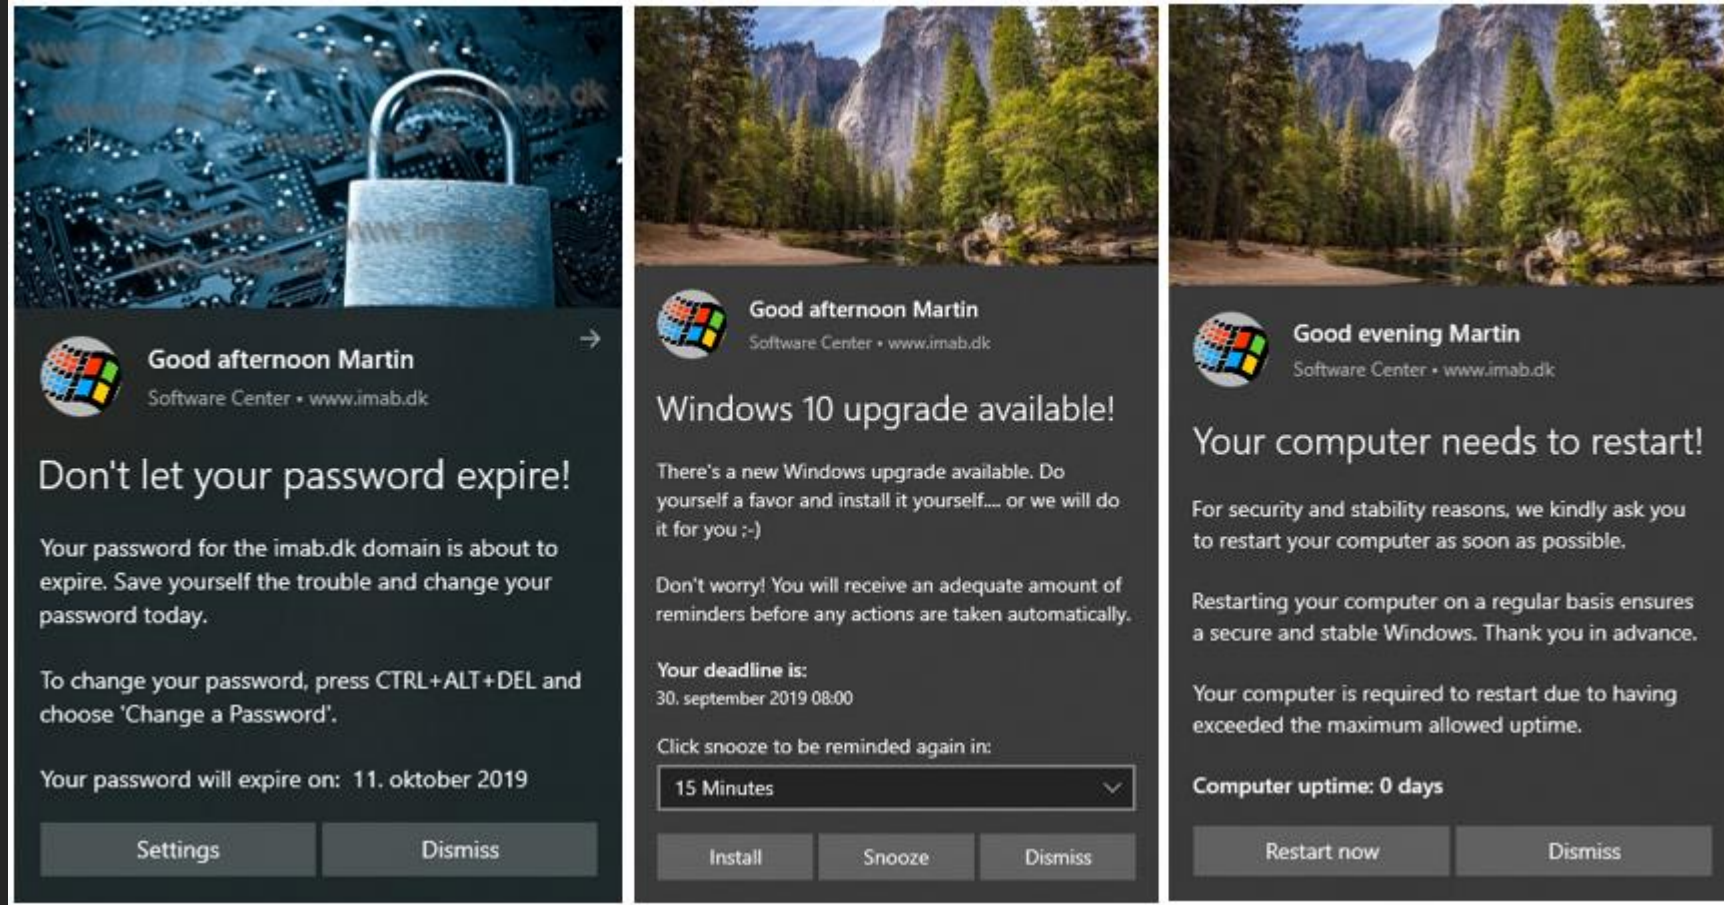 www.imab.dk
www.imab.dk
Good afternoon Martin
Software Center • www.imab.dk
Don't let your password expire!
Your password for the imab.dk domain is about to
expire. Save yourself the trouble and change your
password today.
To change your password, press CTRL+ALT+DEL and
choose 'Change a Password'.
Your password will expire on: 11. oktober 2019
Settings
Dismiss
Good afternoon Martin
Software Center • www.imab.dk
Windows 10 upgrade available!
There's a new Windows upgrade available. Do
yourself a favor and install it yourself.... or we will do
it for you ;-)
Don't worry! You will receive an adequate amount of
reminders before any actions are taken automatically.
Your deadline is:
30. september 2019 08:00
Click snooze to be reminded again in:
15 Minutes
Install
Snooze
Dismiss
Good evening Martin
Software Center • www.imab.dk
Your computer needs to restart!
For security and stability reasons, we kindly ask you
to restart your computer as soon as possible.
Restarting your computer on a regular basis ensures
a secure and stable Windows. Thank you in advance.
Your computer is required to restart due to having
exceeded the maximum allowed uptime.
Computer uptime: 0 days
Restart now
Dismiss